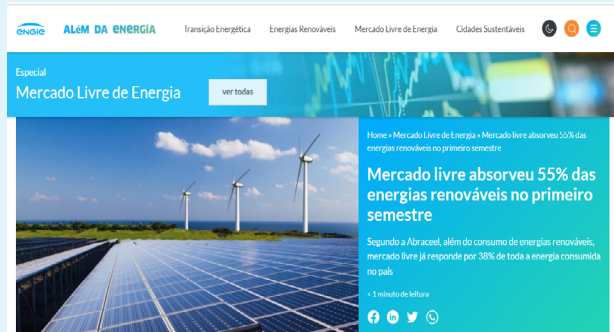 ENGIE
ALÉM DA ENERGIA
Transição Energética
Energias Renováveis
Mercado Livre de Energia
Cidades Sustentáveis
Especial
Mercado Livre de Energia
ver todas
Home » Mercado Livre de Energia » Mercado livre absorveu 55% das
energias renováveis no primeiro semestre
Mercado livre absorveu 55% das
energias renováveis no primeiro
semestre
Segundo a Abraceel, além do consumo de energias renováveis,
mercado livre já responde por 38% de toda a energia consumida
no país
< 1 minuto de leitura